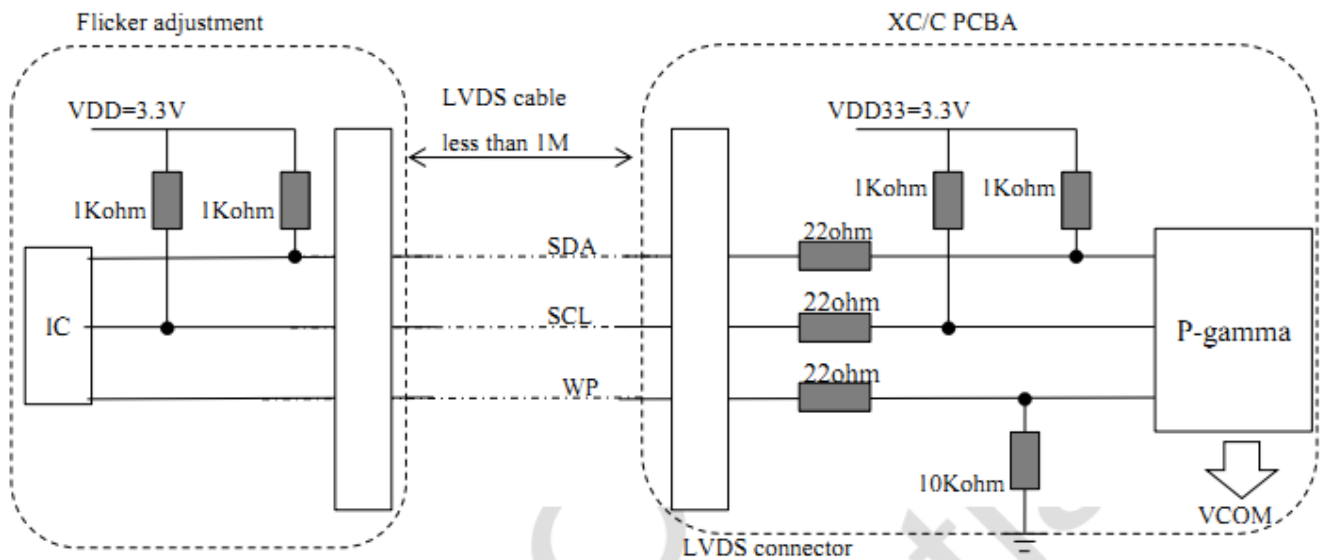 Flicker adjustment
XC/C PCBA
VDD=3.3V
LVDS cable
less than 1M
VDD33=3.3V
1Kohm
1Kohm
1Kohm
1Kohm
22ohm
SDA
IC
SCL
22ohm
P-gamma
WP
22ohm
10Kohm
VCOM
LVDS connector